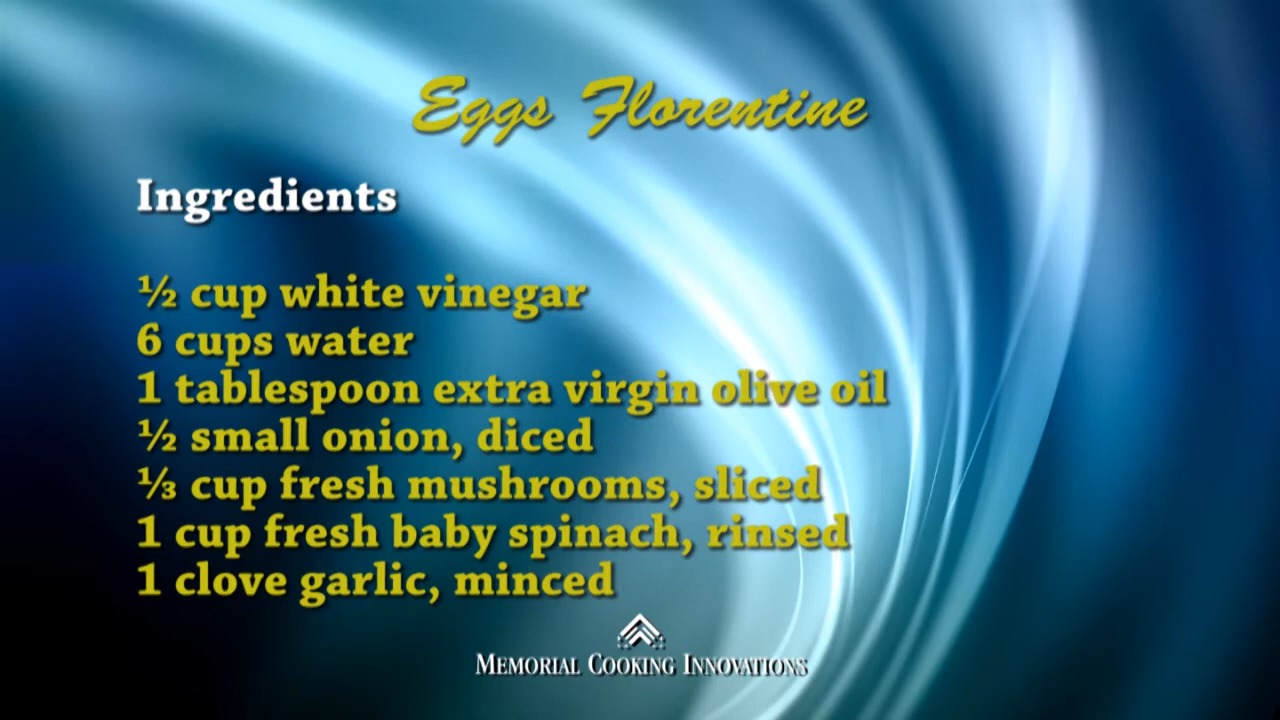 Eggs Florentine
Ingredients
½ cup white vinegar
6 cups water
1 tablespoon extra virgin olive oil
½ small onion, diced
⅓ cup fresh mushrooms, sliced
1 cup fresh baby spinach, rinsed
1 clove garlic, minced
Memorial Cooking Innovations